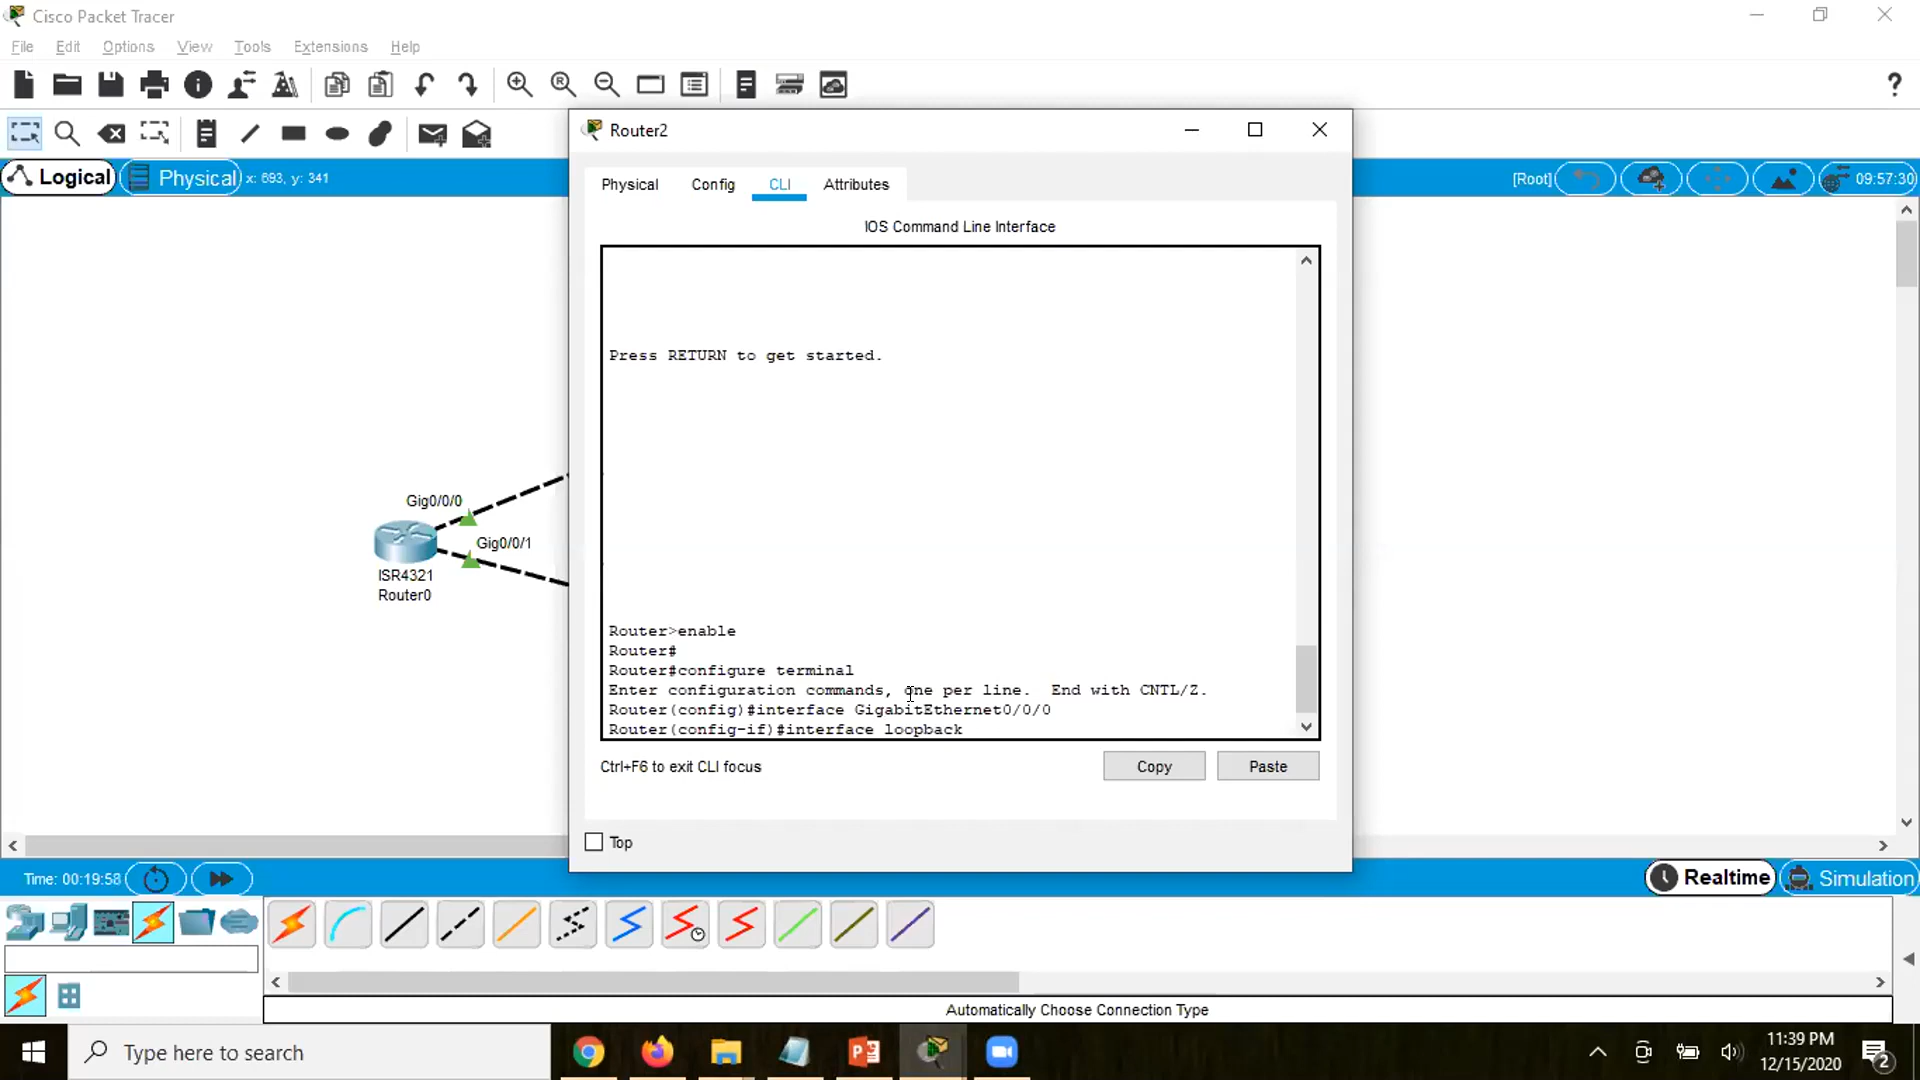 Cisco Packet Tracer
File Edit Options View Tools Extensions Help
?
Router2
Logical Physical x: 693, y: 341
[Root] 09:57:30
Physical Config CLI Attributes
IOS Command Line Interface
Press RETURN to get started.
Gig0/0/0
Gig0/0/1
ISR4321
Router0
Router>enable
Router#
Router#configure terminal
Enter configuration commands, one per line. End with CNTL/Z.
Router(config)#interface GigabitEthernet0/0/0
Router(config-if)#interface loopback
Ctrl+F6 to exit CLI focus
Copy Paste
Top
Time: 00:19:58
Realtime Simulation
Automatically Choose Connection Type
Type here to search
11:39 PM
12/15/2020
2